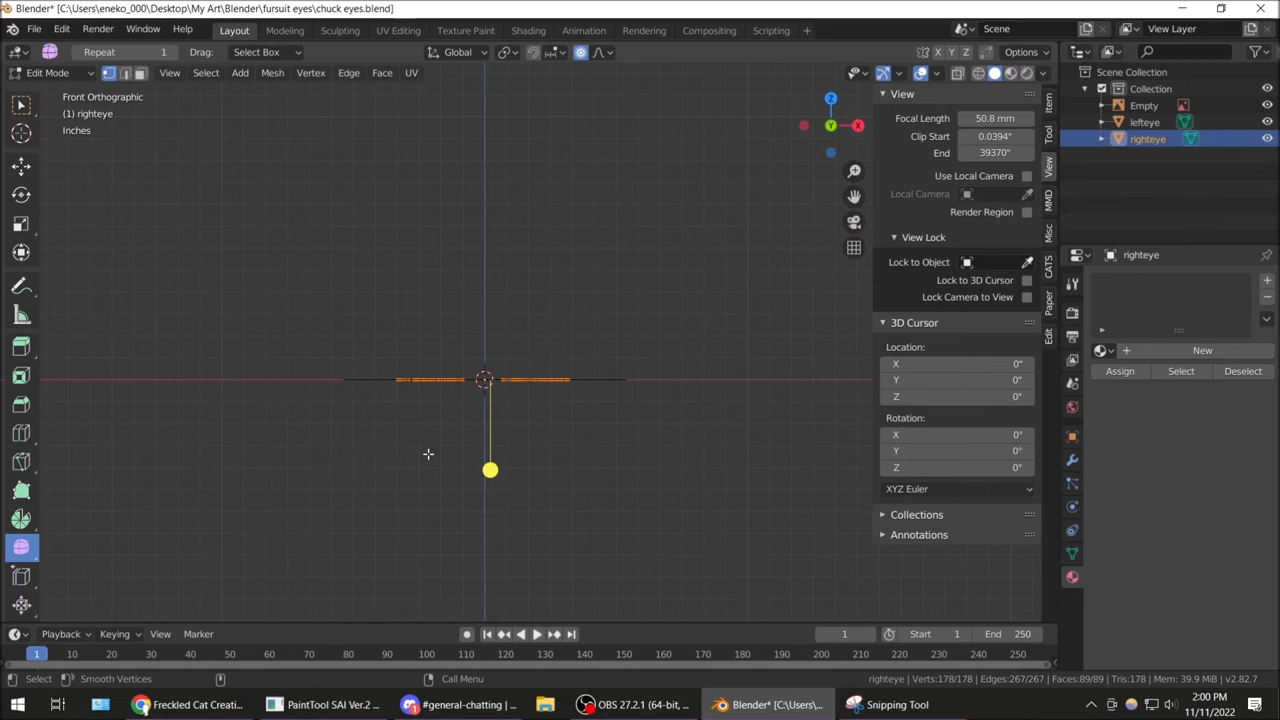 Blender* [C:\Users\eneko_000\Desktop\My Art\Blender\fursuit eyes\chuck eyes.blend]
File Edit Render Window Help Layout Modeling Sculpting UV Editing Texture Paint Shading Animation Rendering Compositing Scripting Scene View Layer
Repeat 1 Drag: Select Box Global X Y Z Options
Edit Mode View Select Add Mesh Vertex Edge Face UV
Front Orthographic
(1) righteye
Inches
Z
Y
X
View
Focal Length 50.8 mm
Clip Start 0.0394"
End 39370"
Use Local Camera
Local Camera
Render Region
View Lock
Lock to Object
Lock to 3D Cursor
Lock Camera to View
3D Cursor
Location:
X 0"
Y 0"
Z 0"
Rotation:
X 0°
Y 0°
Z 0°
XYZ Euler
Collections
Annotations
Item
Tool
View
MMD
Misc
CATS
Paper
Edit
Scene Collection
Collection
Empty
lefteye
righteye
righteye
New
Assign Select Deselect
Playback Keying View Marker 1 Start 1 End 250
1 10 20 30 40 50 60 70 80 90 100 110 120 130 140 150 160 170 180 190 200 210 220 230 240 250
Select Smooth Vertices Call Menu righteye | Verts:178/178 | Edges:267/267 | Faces:89/89 | Tris:178 | Mem: 39.9 MiB | v2.82.7
Freckled Cat Creati... PaintTool SAI Ver.2 ... #general-chatting | ... OBS 27.2.1 (64-bit, ... Blender* [C:\Users\... Snipping Tool
2:00 PM
11/11/2022